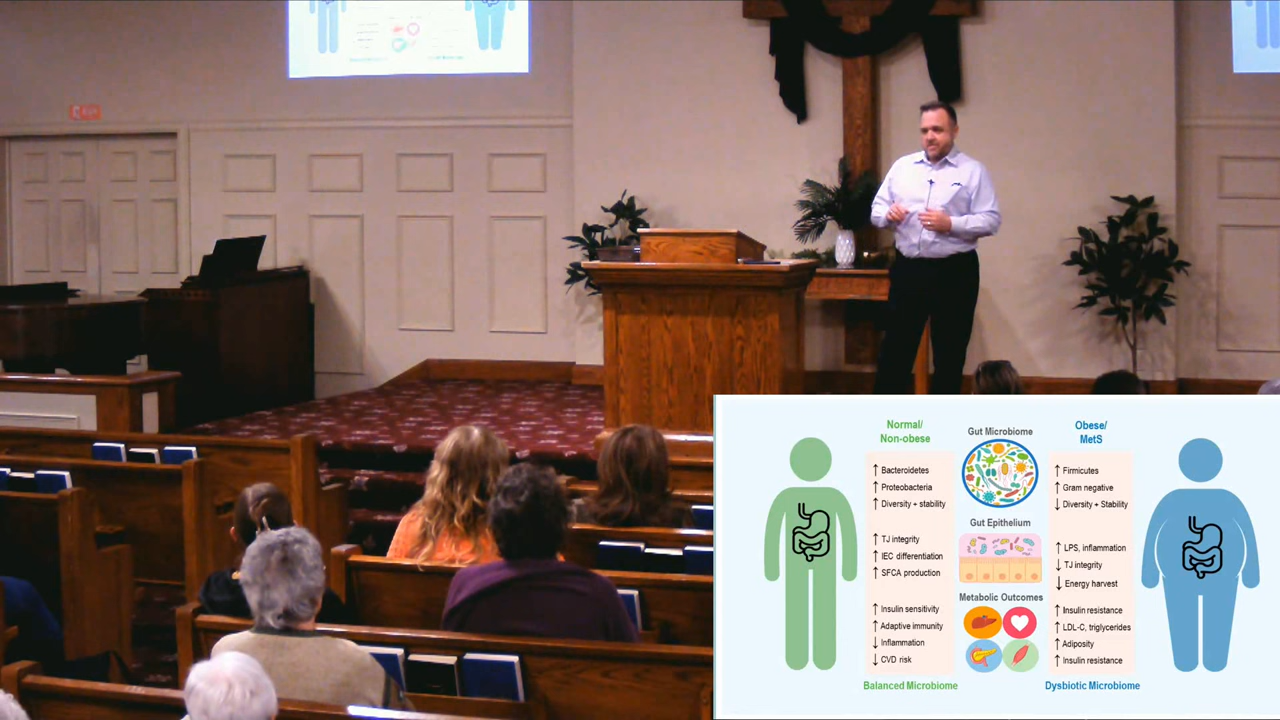 EXIT
Normal/
Non-obese
Gut Microbiome
Obese/
MetS
↑ Bacteroidetes
↑ Proteobacteria
↑ Diversity + stability
↑ Firmicutes
↑ Gram negative
↓ Diversity + Stability
Gut Epithelium
↑ TJ integrity
↑ IEC differentiation
↑ SFCA production
↑ LPS, inflammation
↓ TJ integrity
↓ Energy harvest
Metabolic Outcomes
↑ Insulin sensitivity
↑ Adaptive immunity
↓ Inflammation
↓ CVD risk
↑ Insulin resistance
↑ LDL-C, triglycerides
↑ Adiposity
↑ Insulin resistance
Balanced Microbiome
Dysbiotic Microbiome